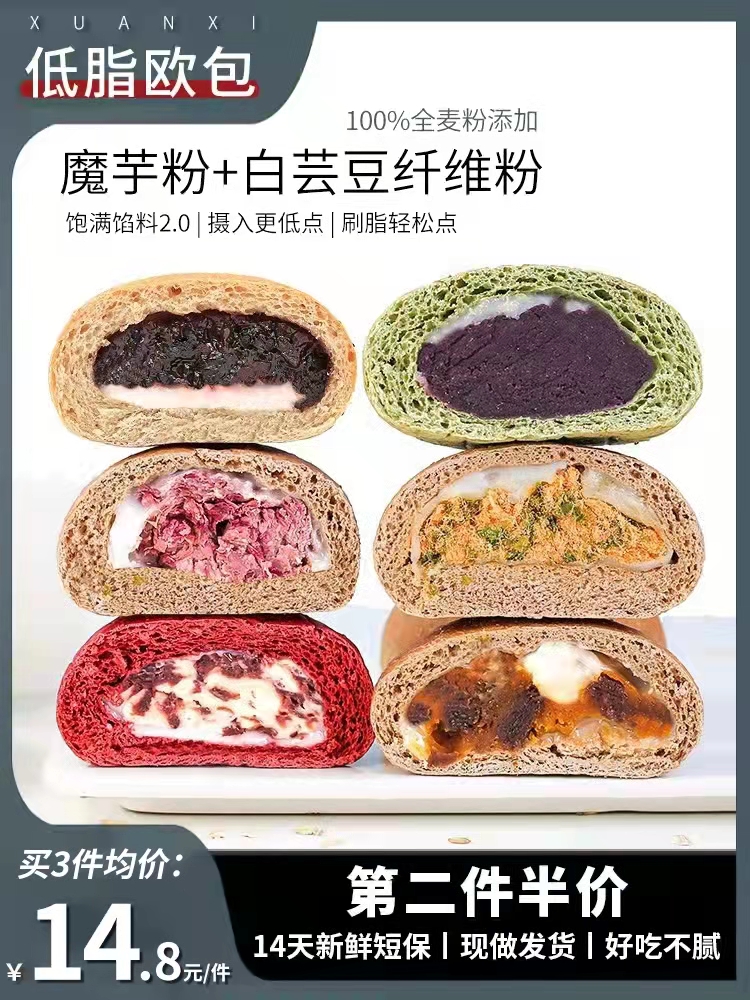 XUANXI
低脂欧包
100%全麦粉添加
魔芋粉+白芸豆纤维粉
饱满馅料2.0 | 摄入更低点 | 刷脂轻松点
买3件均价:
¥14.8元/件
第二件半价
14天新鲜短保丨现做发货丨好吃不腻